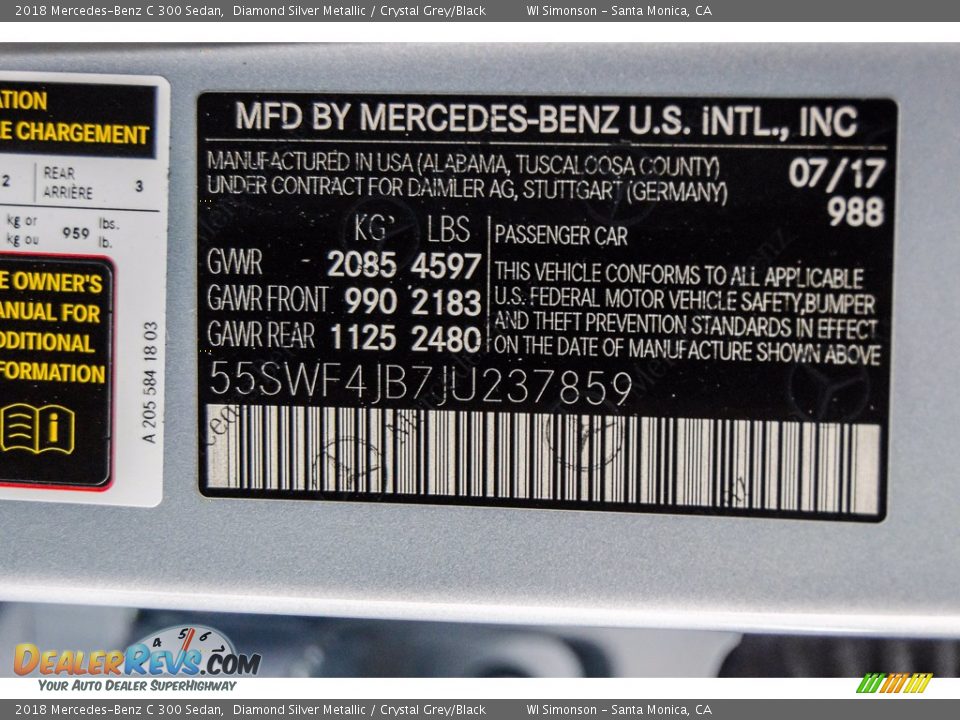 2018 Mercedes-Benz C 300 Sedan, Diamond Silver Metallic / Crystal Grey/Black WI Simonson - Santa Monica, CA
ATION
E CHARGEMENT
2 REAR ARRIÈRE 3
kg or
kg ou 959 lbs.
lb.
E OWNER'S
ANUAL FOR
DDITIONAL
FORMATION
A 205 584 18 03
MFD BY MERCEDES-BENZ U.S. iNTL., INC
MANUFACTURED IN USA (ALABAMA, TUSCALOOSA COUNTY)
UNDER CONTRACT FOR DAIMLER AG, STUTTGART (GERMANY)
07/17
988
KG LBS
GVWR 2085 4597
GAWR FRONT 990 2183
GAWR REAR 1125 2480
PASSENGER CAR
THIS VEHICLE CONFORMS TO ALL APPLICABLE
U.S. FEDERAL MOTOR VEHICLE SAFETY,BUMPER
AND THEFT PREVENTION STANDARDS IN EFFECT
ON THE DATE OF MANUFACTURE SHOWN ABOVE
55SWF4JB7JU237859
4 5 6
DEALERREVS.COM
YOUR AUTO DEALER SUPERHIGHWAY
2018 Mercedes-Benz C 300 Sedan, Diamond Silver Metallic / Crystal Grey/Black WI Simonson - Santa Monica, CA